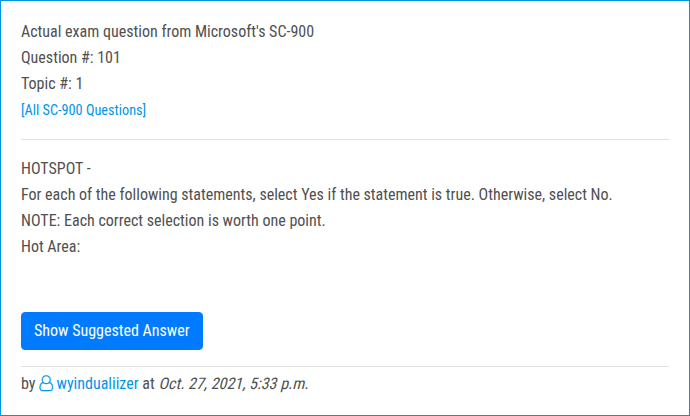 Actual exam question from Microsoft's SC-900
Question #: 101
Topic #: 1
[All SC-900 Questions]
HOTSPOT -
For each of the following statements, select Yes if the statement is true. Otherwise, select No.
NOTE: Each correct selection is worth one point.
Hot Area:
Show Suggested Answer
by wyindualiizer at Oct. 27, 2021, 5:33 p.m.